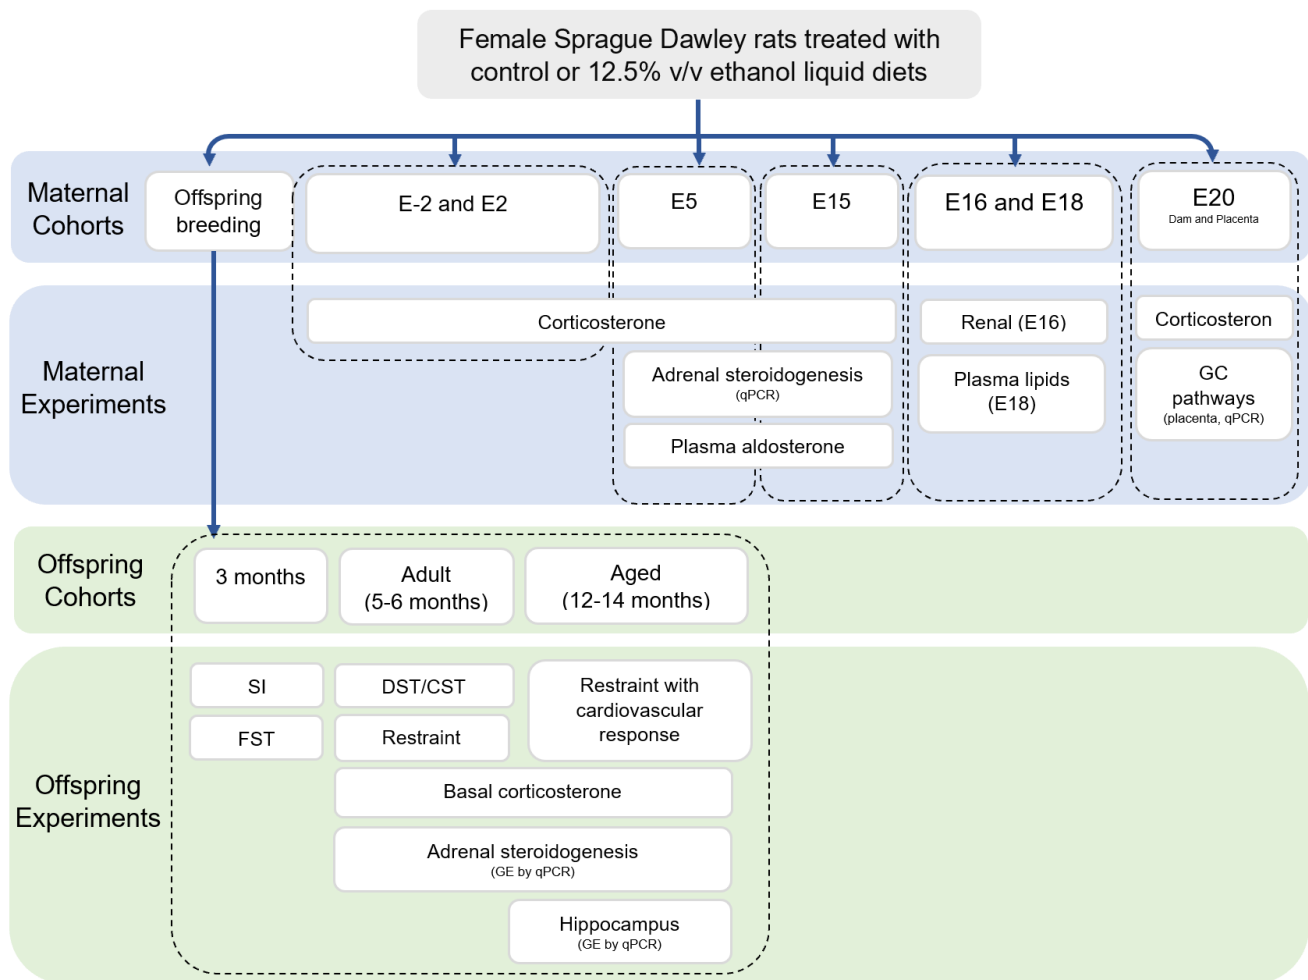 Female Sprague Dawley rats treated with
control or 12.5% v/v ethanol liquid diets
Maternal
Cohorts
Offspring
breeding
E-2 and E2
E5
E15
E16 and E18
E20
Dam and Placenta
Maternal
Experiments
Corticosterone
Adrenal steroidogenesis
(qPCR)
Plasma aldosterone
Renal (E16)
Plasma lipids
(E18)
Corticosteron
GC
pathways
(placenta, qPCR)
Offspring
Cohorts
3 months
Adult
(5-6 months)
Aged
(12-14 months)
Offspring
Experiments
SI
FST
DST/CST
Restraint
Restraint with
cardiovascular
response
Basal corticosterone
Adrenal steroidogenesis
(GE by qPCR)
Hippocampus
(GE by qPCR)